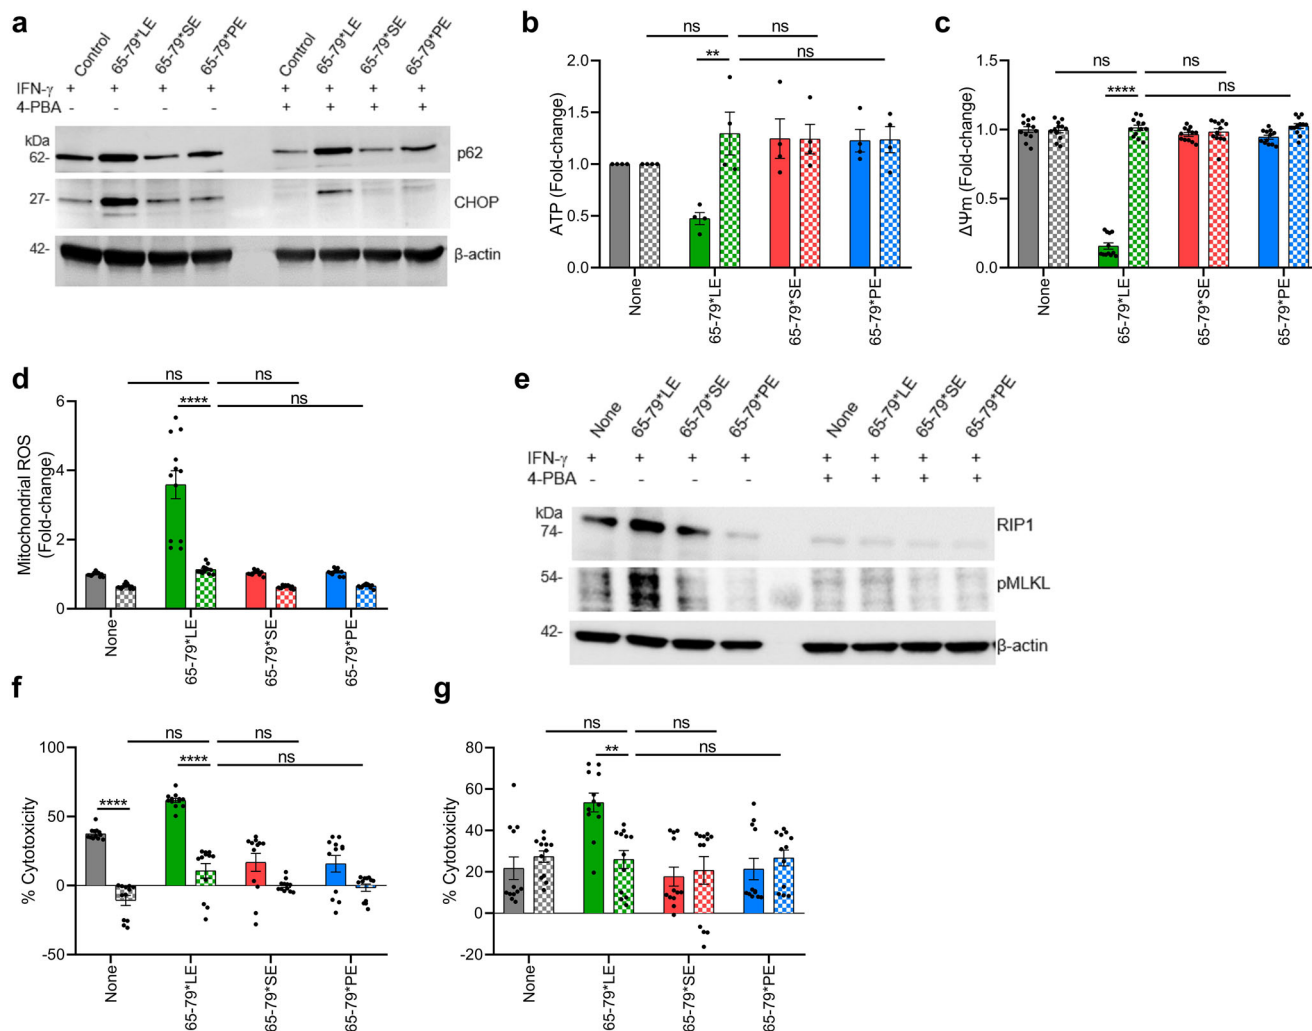 a
Control
65-79*LE
65-79*SE
65-79*PE
Control
65-79*LE
65-79*SE
65-79*PE
IFN-γ + + + + + + + +
4-PBA - - - - + + + +
kDa
62- p62
27- CHOP
42- β-actin
b
ns ns
** ns
ATP (Fold-change)
2.0
1.5
1.0
0.5
0.0
None
65-79*LE
65-79*SE
65-79*PE
c
ns ns
**** ns
ΔΨm (Fold-change)
1.5
1.0
0.5
0.0
None
65-79*LE
65-79*SE
65-79*PE
d
ns ns
**** ns
Mitochondrial ROS
(Fold-change)
6
4
2
0
None
65-79*LE
65-79*SE
65-79*PE
e
None
65-79*LE
65-79*SE
65-79*PE
None
65-79*LE
65-79*SE
65-79*PE
IFN-γ + + + + + + + +
4-PBA - - - - + + + +
kDa
74- RIP1
54- pMLKL
42- β-actin
f
ns ns
**** ns
****
% Cytotoxicity
100
50
0
-50
None
65-79*LE
65-79*SE
65-79*PE
g
ns ns
** ns
% Cytotoxicity
80
60
40
20
0
-20
None
65-79*LE
65-79*SE
65-79*PE